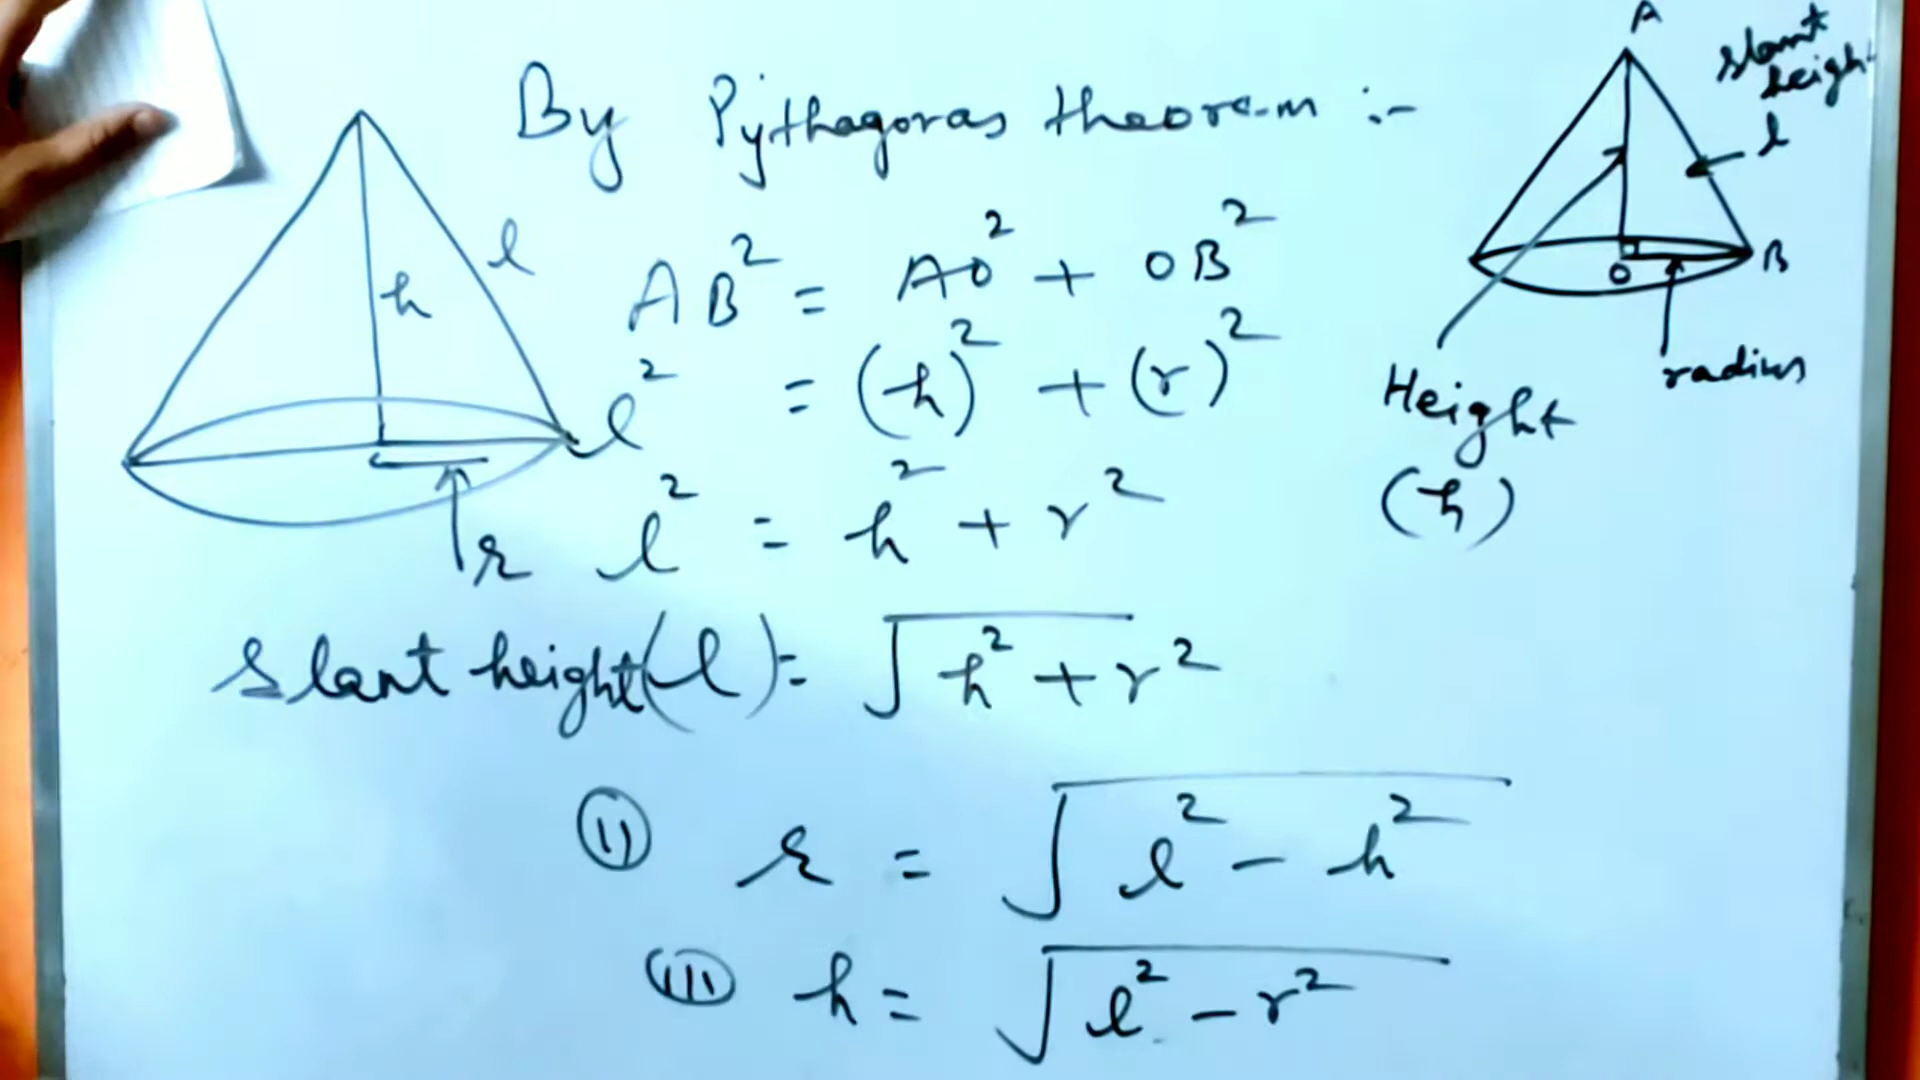 By Pythagoras theorem :-
AB² = AO² + OB²
l² = (h)² + (r)²
l² = h² + r²
Slant height (l) = √h² + r²
(ii) r = √l² - h²
(iii) h = √l² - r²
h
l
r
A
slant
height
l
B
O
radius
Height
(h)